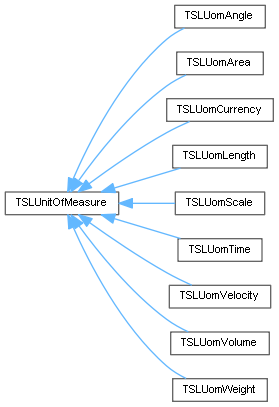 TSLUomAngle
TSLUomArea
TSLUomCurrency
TSLUomLength
TSLUnitOfMeasure
TSLUomScale
TSLUomTime
TSLUomVelocity
TSLUomVolume
TSLUomWeight